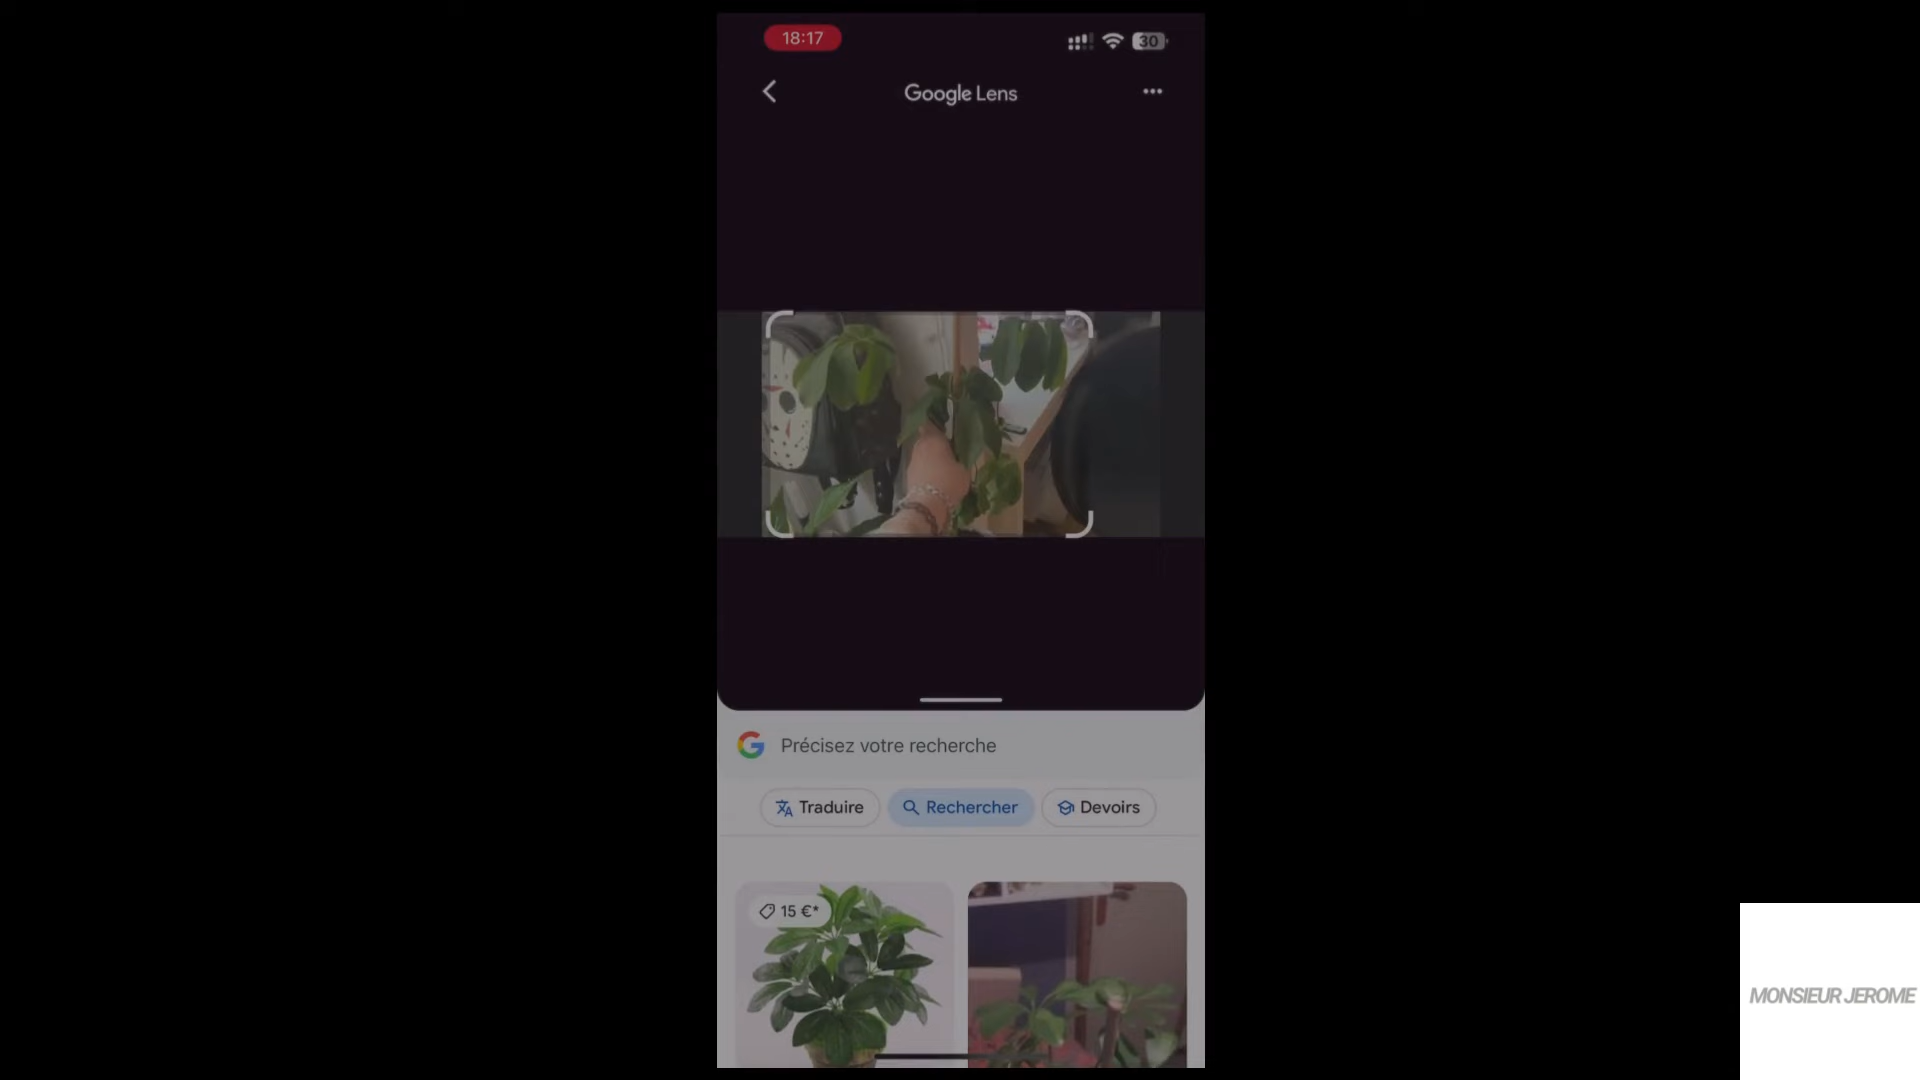 18:17
30
Google Lens
Précisez votre recherche
Traduire
Rechercher
Devoirs
15 €*
MONSIEUR JEROME